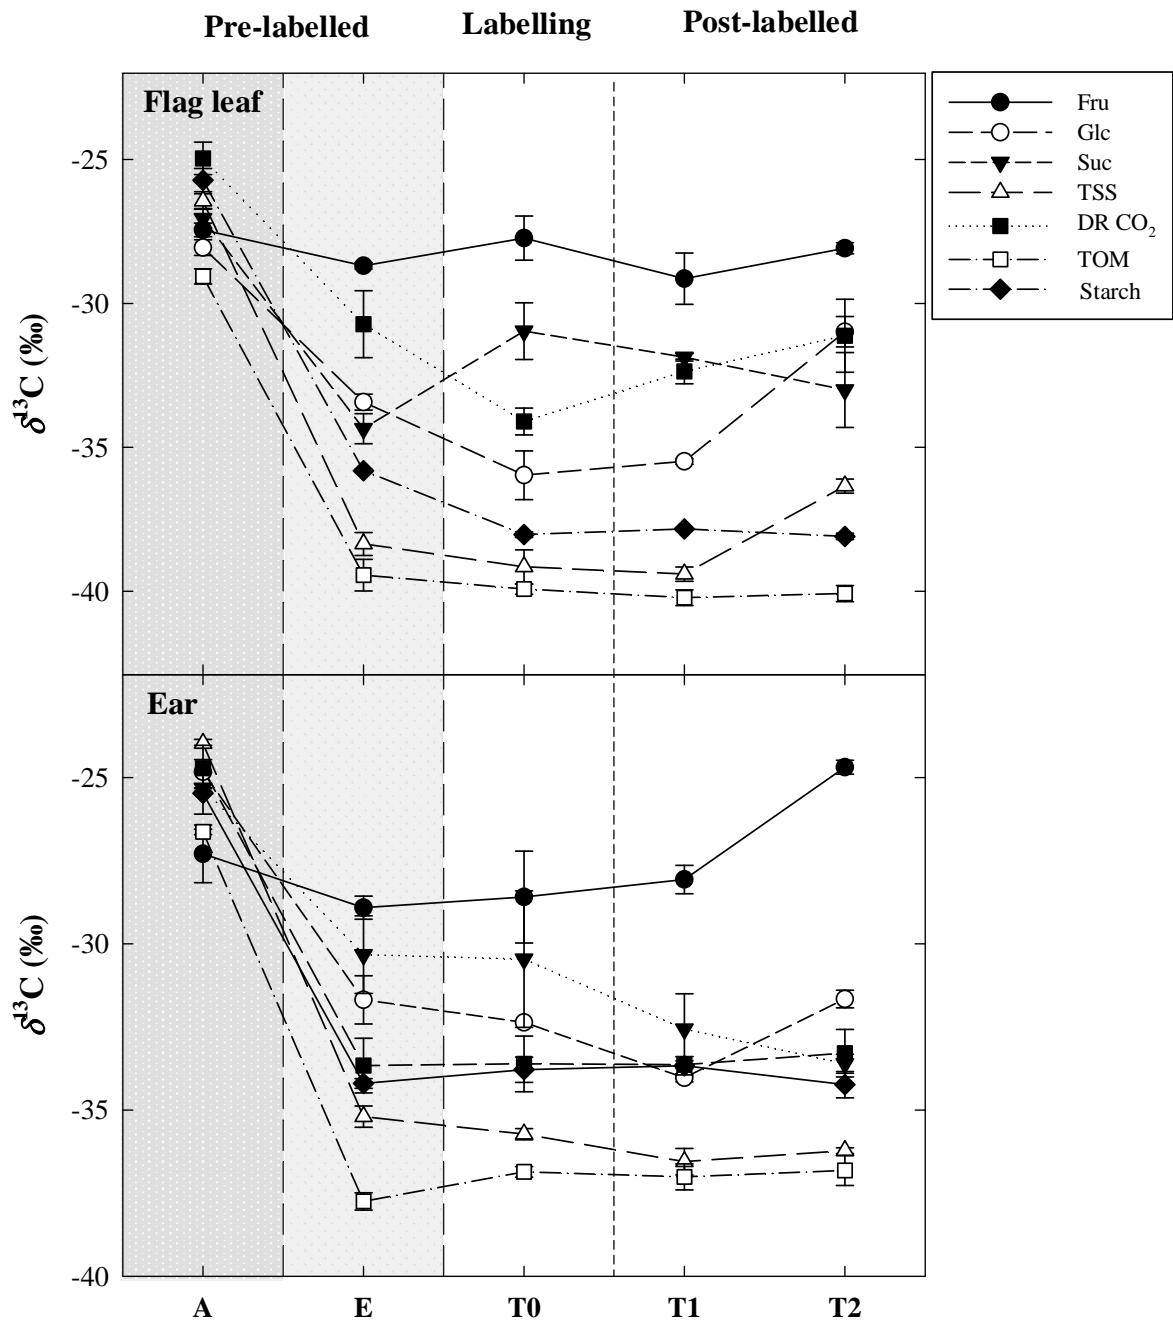 Pre-labelled Labelling Post-labelled
Flag leaf
-25
-30
-35
-40
δ¹³C (‰)
Fru
Glc
Suc
TSS
DR CO₂
TOM
Starch
Ear
-25
-30
-35
-40
δ¹³C (‰)
A E T0 T1 T2